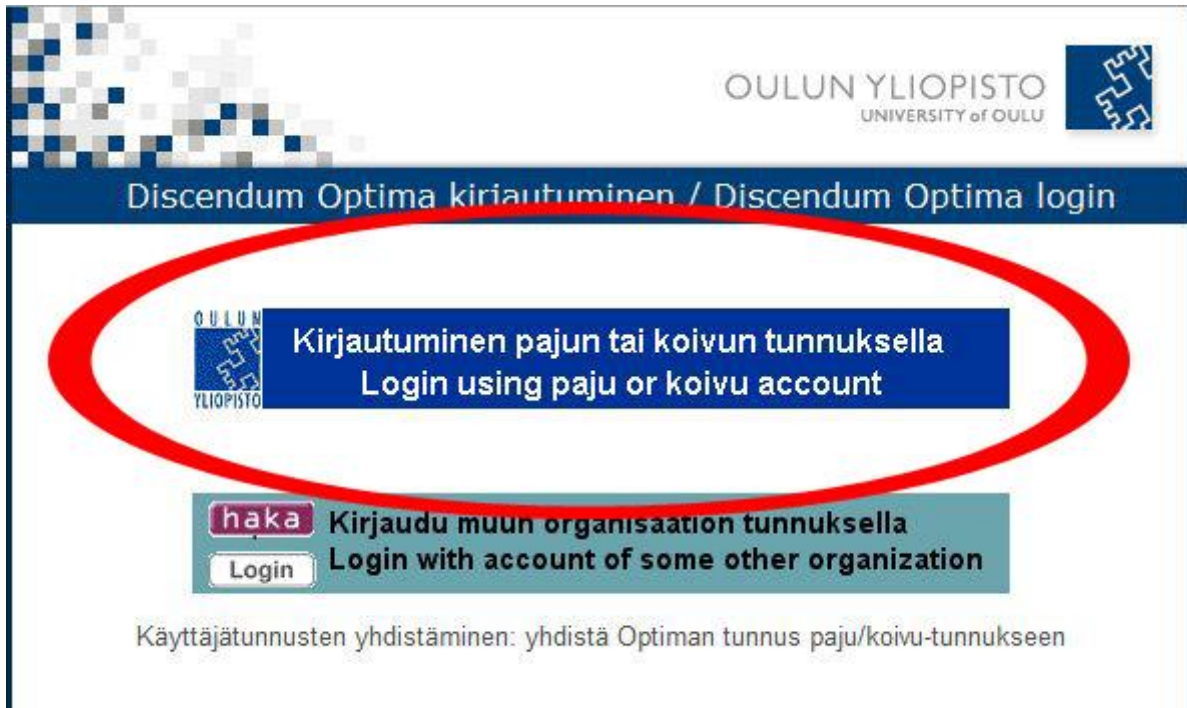 OULUN YLIOPISTO
UNIVERSITY of OULU
Discendum Optima kirjautuminen / Discendum Optima login
OULUN
YLIOPISTO
Kirjautuminen pajun tai koivun tunnuksella
Login using paju or koivu account
haka
Login
Kirjaudu muun organisaation tunnuksella
Login with account of some other organization
Käyttäjätunnusten yhdistäminen: yhdistä Optiman tunnus paju/koivu-tunnukseen